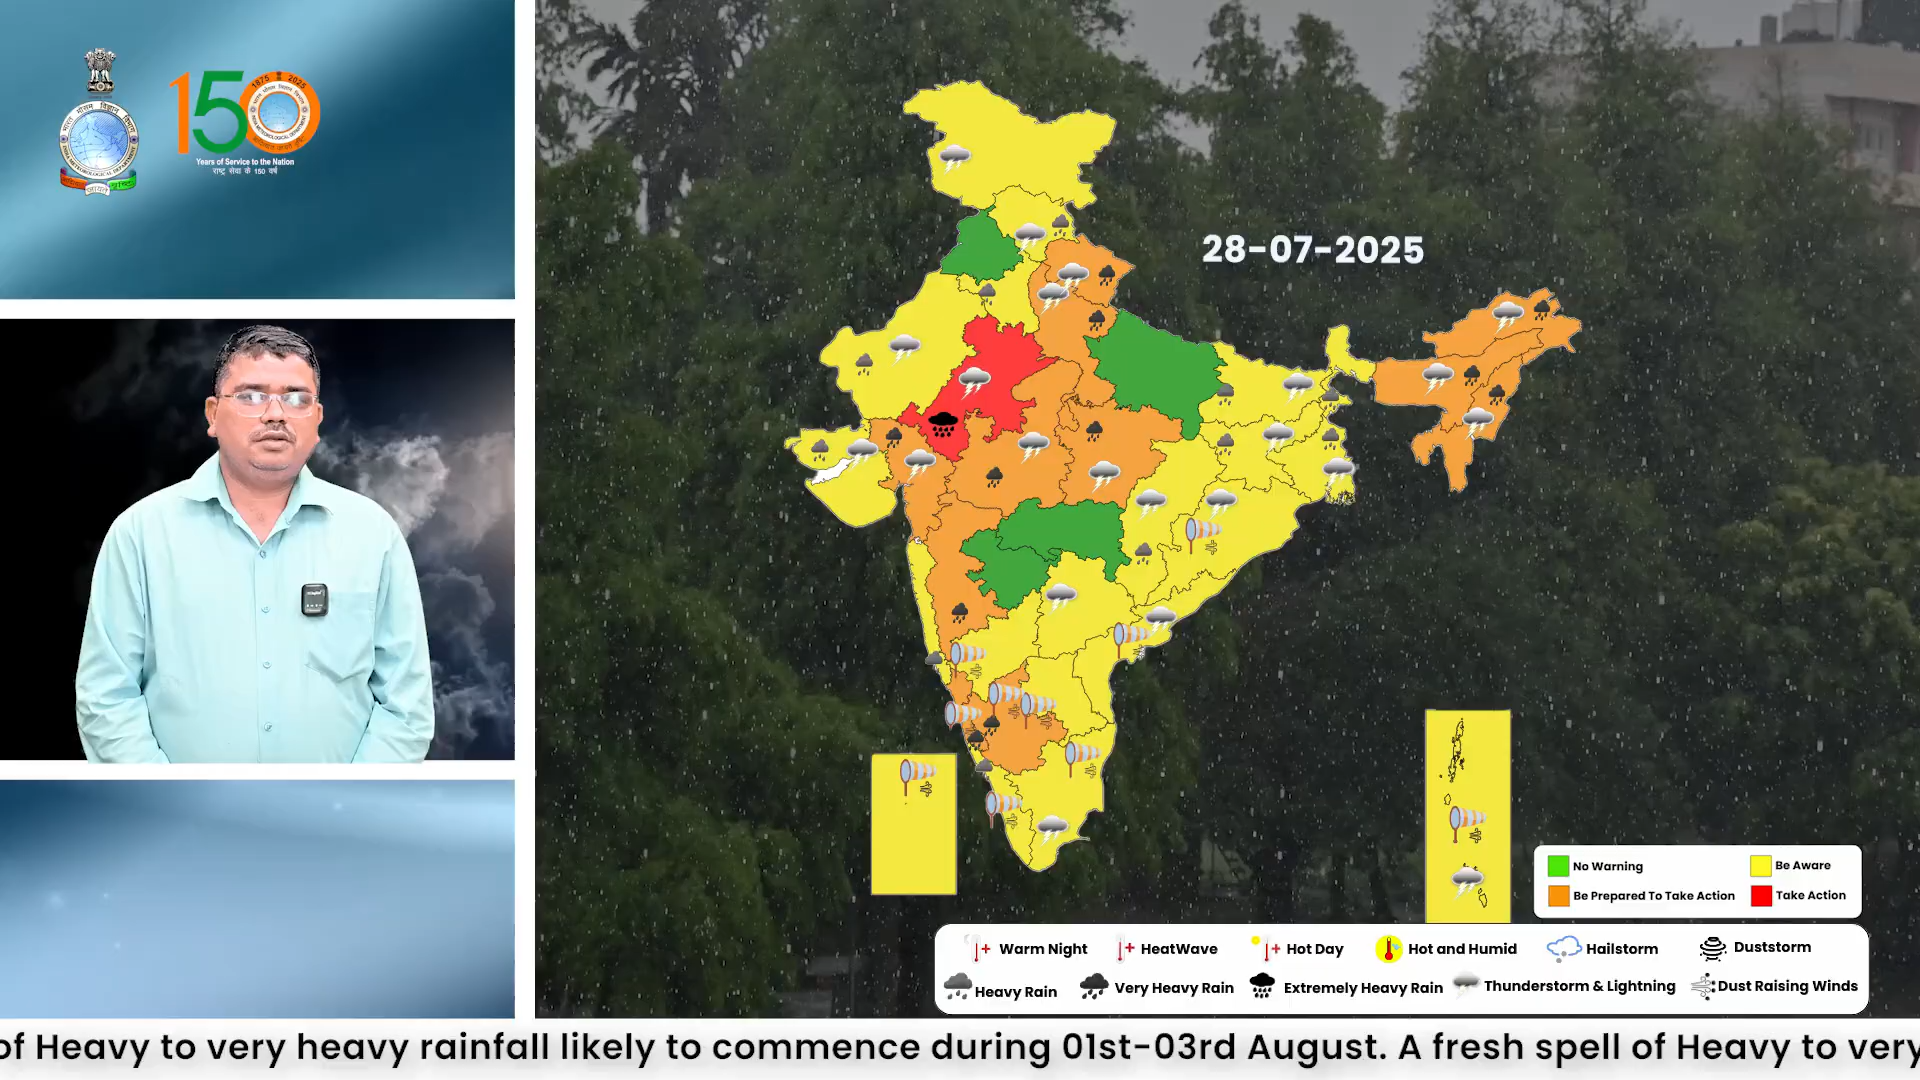 150
1875 2025
Years of Service to the Nation
राष्ट्र सेवा के 150 वर्ष
28-07-2025
No Warning
Be Aware
Be Prepared To Take Action
Take Action
Warm Night
HeatWave
Hot Day
Hot and Humid
Hailstorm
Duststorm
Heavy Rain
Very Heavy Rain
Extremely Heavy Rain
Thunderstorm & Lightning
Dust Raising Winds
of Heavy to very heavy rainfall likely to commence during 01st-03rd August. A fresh spell of Heavy to very